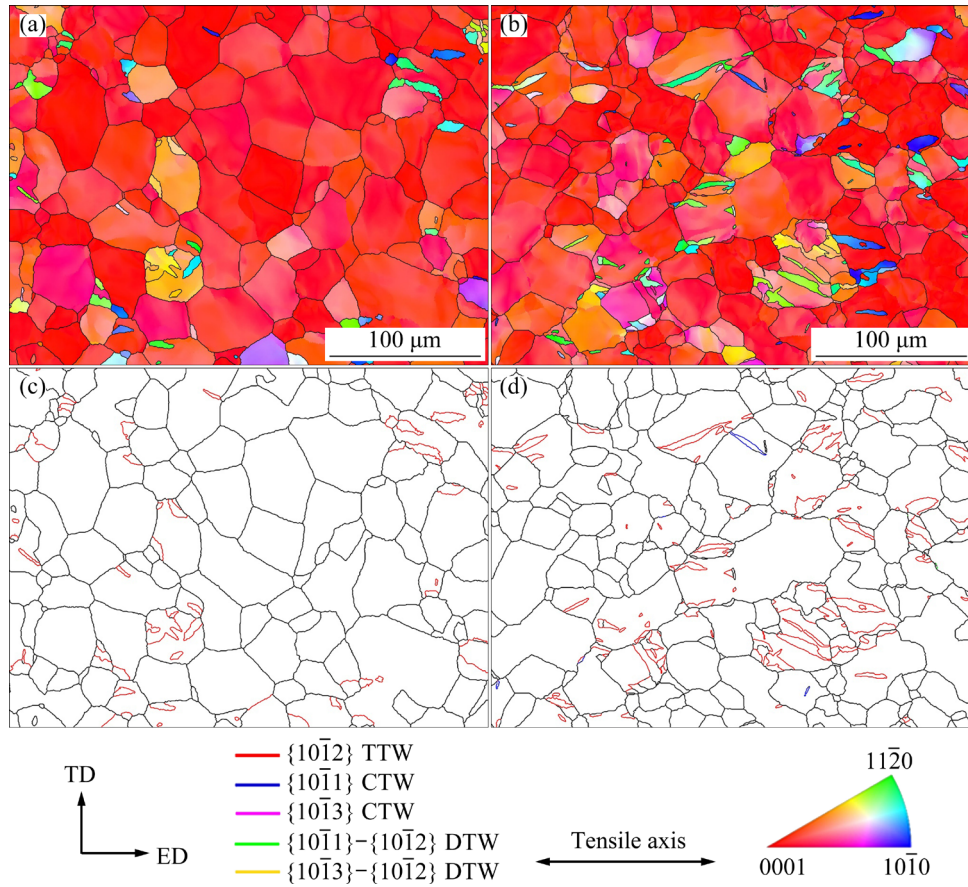 (a)
(b)
100 μm
100 μm
(c)
(d)
TD
ED
{101̄2} TTW
{101̄1} CTW
{101̄3} CTW
{101̄1}−{101̄2} DTW
{101̄3}−{101̄2} DTW
Tensile axis
112̄0
0001
101̄0